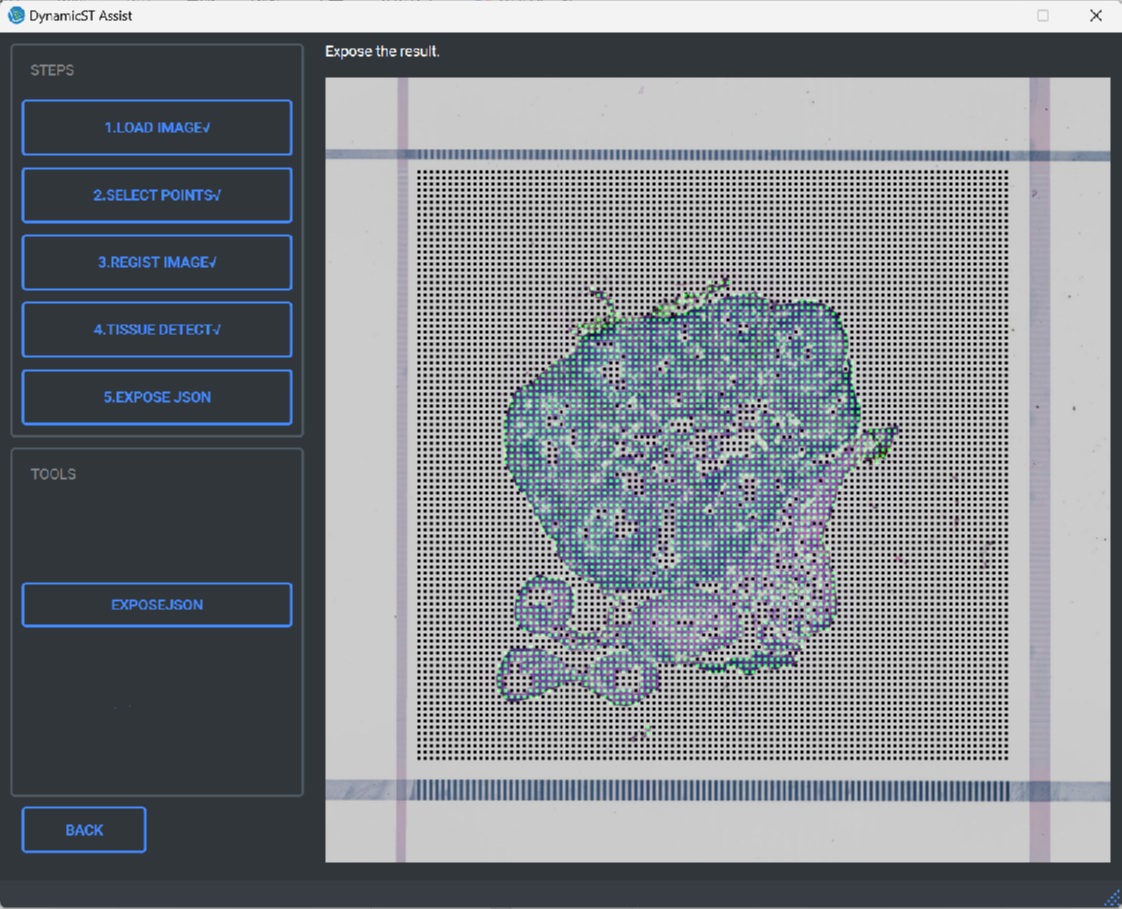 DynamicST Assist
STEPS
1.LOAD IMAGE√
2.SELECT POINTS√
3.REGIST IMAGE√
4.TISSUE DETECT√
5.EXPOSE JSON
TOOLS
EXPOSEJSON
BACK
Expose the result.